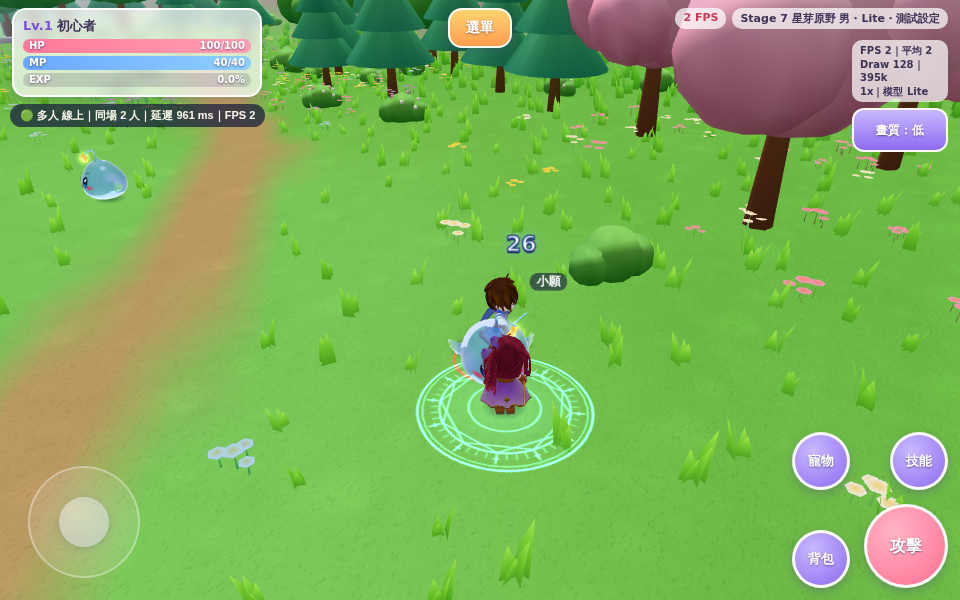 Lv.1 初心者
HP 100/100
MP 40/40
EXP 0.0%
🟢 多人 線上｜同場 2 人｜延遲 961 ms｜FPS 2
選單
2 FPS
Stage 7 星芽原野 男・Lite・測試設定
FPS 2｜平均 2
Draw 128｜
395k
1x｜模型 Lite
畫質：低
26
小願
寵物
技能
背包
攻擊